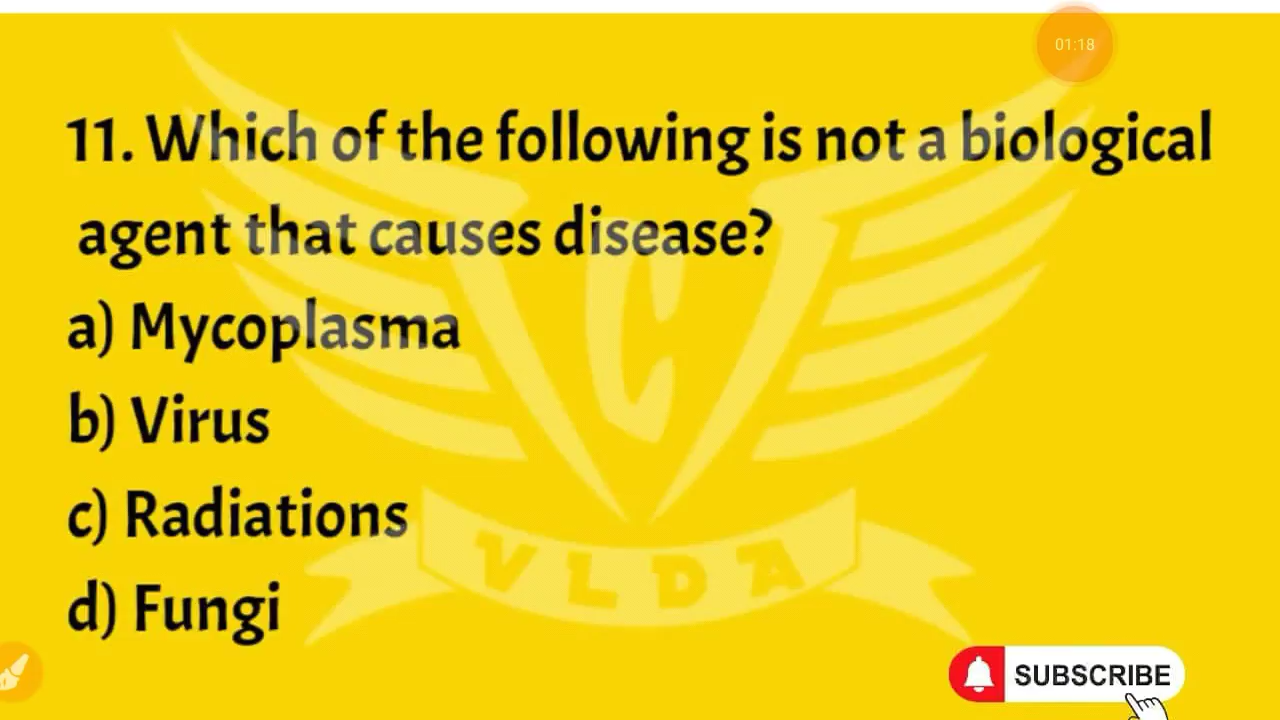 01:18
11. Which of the following is not a biological
agent that causes disease?
a) Mycoplasma
b) Virus
c) Radiations
d) Fungi
VC
VLDA
SUBSCRIBE